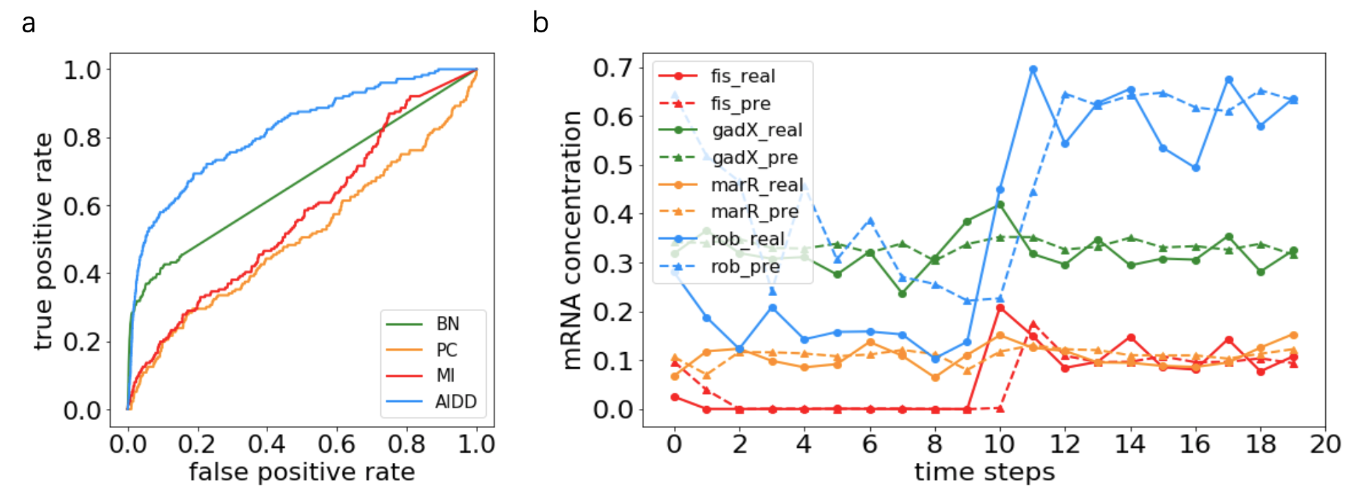 a
true positive rate
1.0
0.8
0.6
0.4
0.2
0.0
0.0 0.2 0.4 0.6 0.8 1.0
false positive rate
BN
PC
MI
AIDD
b
mRNA concentration
0.7
0.6
0.5
0.4
0.3
0.2
0.1
0.0
fis_real
fis_pre
gadX_real
gadX_pre
marR_real
marR_pre
rob_real
rob_pre
0 2 4 6 8 10 12 14 16 18 20
time steps